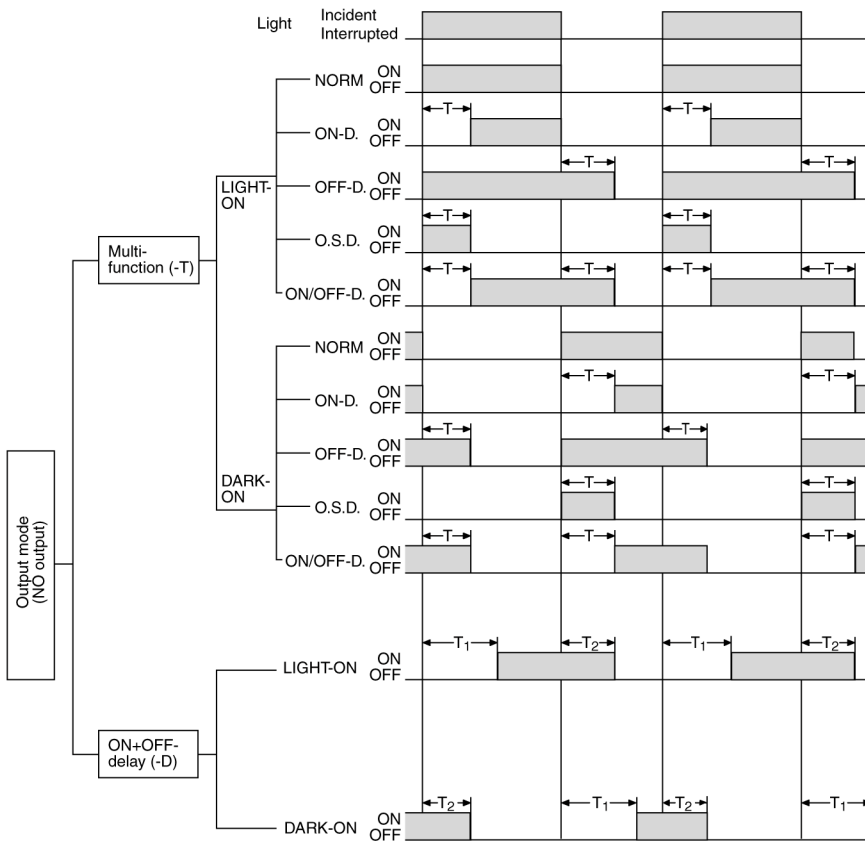 Light Incident
Interrupted
NORM ON
OFF
T T
ON-D. ON
OFF
T T
LIGHT-
ON
OFF-D. ON
OFF
T T
O.S.D. ON
OFF
Multi-
function (-T)
T T T T
ON/OFF-D. ON
OFF
NORM ON
OFF
T T
ON-D. ON
OFF
T T
OFF-D. ON
OFF
DARK-
ON
T T
O.S.D. ON
OFF
T T T
ON/OFF-D. ON
OFF
Output mode
(NO output)
T1 T2 T1 T2
LIGHT-ON ON
OFF
ON+OFF-
delay (-D)
T2 T1 T2 T1
DARK-ON ON
OFF